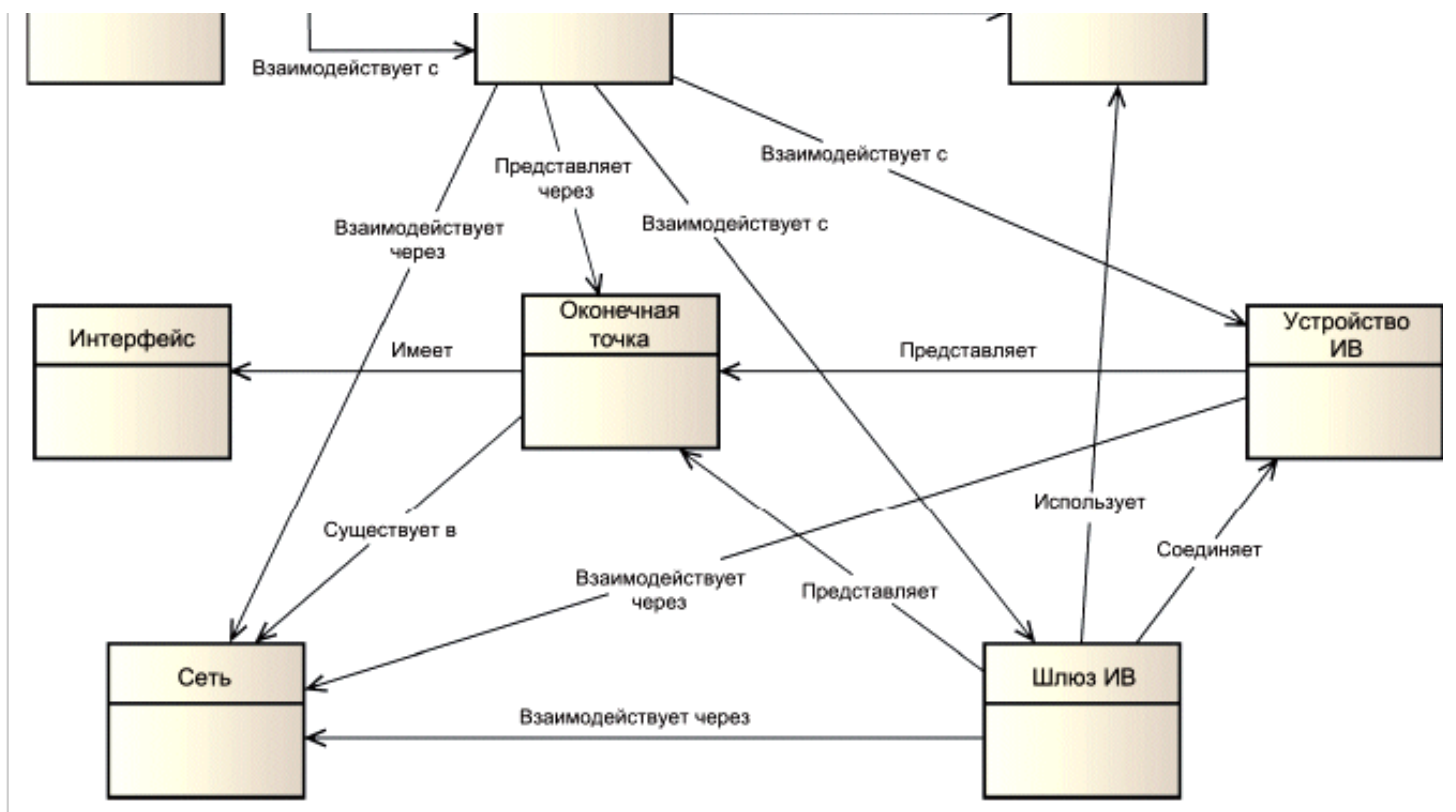 Взаимодействует с
Взаимодействует с
Представляет
через
Взаимодействует
через
Взаимодействует с
Интерфейс
Имеет
Оконечная
точка
Представляет
Устройство
ИВ
Существует в
Использует
Соединяет
Взаимодействует
через
Представляет
Сеть
Взаимодействует через
Шлюз ИВ